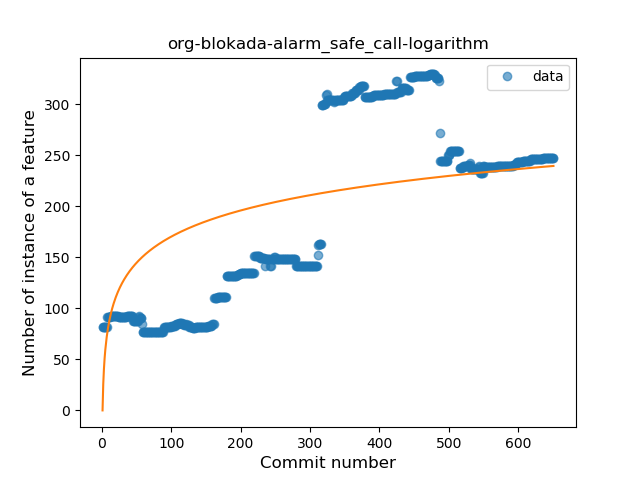 org-blokada-alarm_safe_call-logarithm
data
Number of instance of a feature
300
250
200
150
100
50
0
0 100 200 300 400 500 600
Commit number